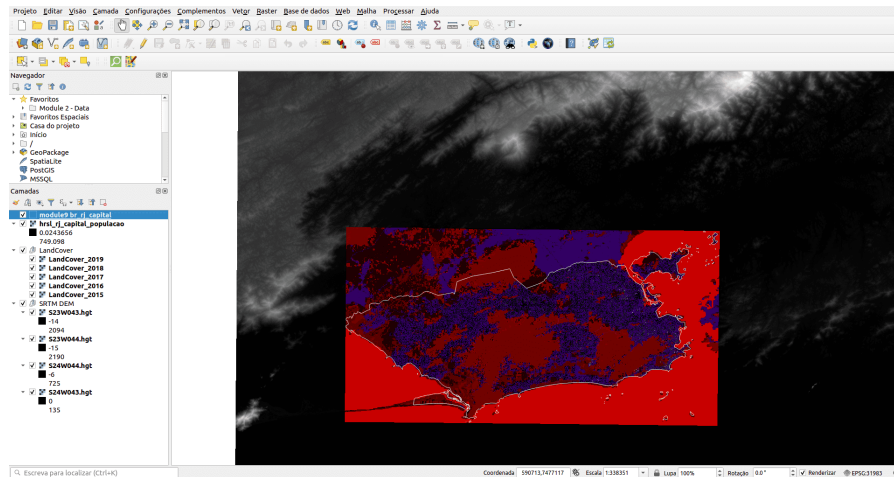 Projeto Editar Visão Camada Configurações Complementos Vetor Raster Base de dados Web Malha Processar Ajuda
Navegador
Favoritos
Module 2 - Data
Favoritos Espaciais
Casa do projeto
Início
/
GeoPackage
SpatiaLite
PostGIS
MSSQL
Camadas
module9 br_rj_capital
hrsl_rj_capital_populacao
0.0243656
749.098
LandCover
LandCover_2019
LandCover_2018
LandCover_2017
LandCover_2016
LandCover_2015
SRTM DEM
S23W043.hgt
-14
2094
S23W044.hgt
-15
2190
S24W044.hgt
-6
725
S24W043.hgt
0
135
Escreva para localizar (Ctrl+K)
Coordenada 590713,7477117 Escala 1:338351 Lupa 100% Rotação 0.0° Renderizar EPSG:31983